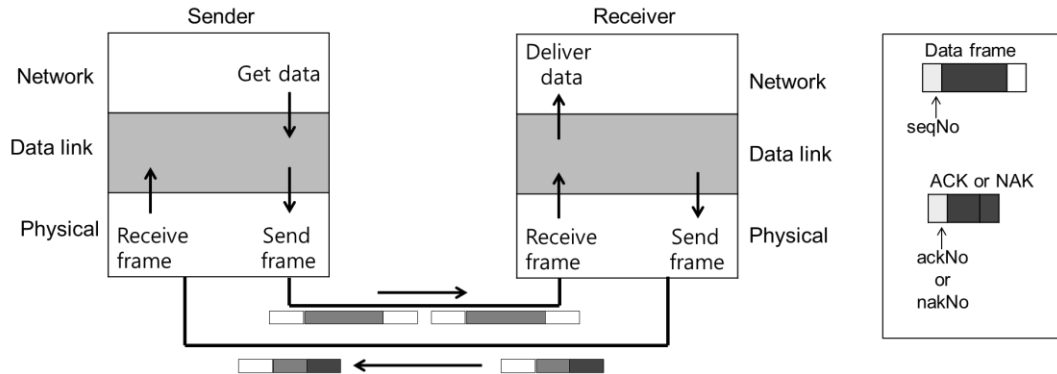 Sender
Receiver
Network
Get data
Deliver
data
Network
Data frame
seqNo
Data link
Data link
ACK or NAK
Physical
Receive
frame
Send
frame
Receive
frame
Send
frame
Physical
ackNo
or
nakNo